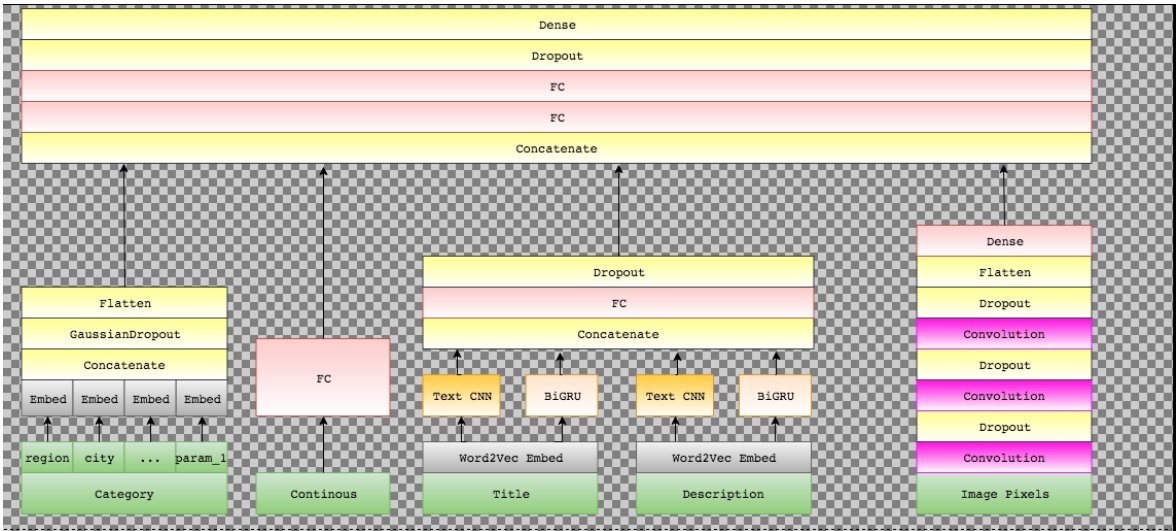 Dense
Dropout
FC
FC
Concatenate
Dense
Dropout
Flatten
Flatten
FC
Dropout
GaussianDropout
Concatenate
Convolution
Concatenate
FC
Dropout
Embed Embed Embed Embed
Text CNN BiGRU Text CNN BiGRU
Convolution
Dropout
region city ... param_1
Word2Vec Embed Word2Vec Embed
Convolution
Category Continous Title Description Image Pixels